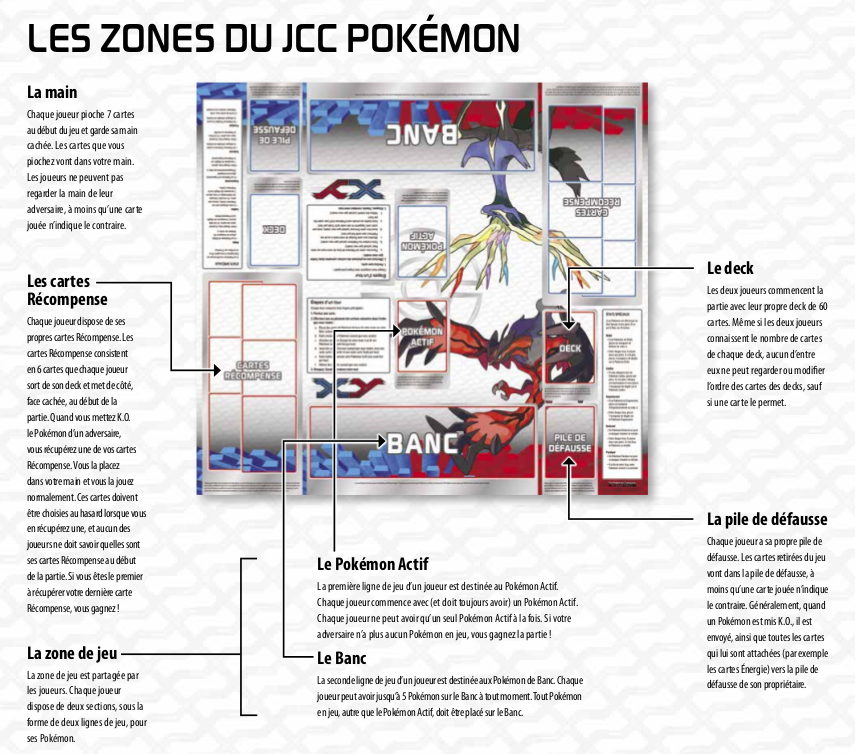 LES ZONES DU JCC POKÉMON
La main
Chaque joueur pioche 7 cartes
au début du jeu et garde sa main
cachée. Les cartes que vous
piochez vont dans votre main.
Les joueurs ne peuvent pas
regarder la main de leur
adversaire, à moins qu'une carte
jouée n'indique le contraire.
Les cartes
Récompense
Chaque joueur dispose de ses
propres cartes Récompense. Les
cartes Récompense consistent
en 6 cartes que chaque joueur
sort de son deck et met de côté,
face cachée, au début de la
partie. Quand vous mettez K.O.
le Pokémon d'un adversaire,
vous récupérez une de vos cartes
Récompense. Vous la placez
dans votre main et vous la jouez
normalement. Ces cartes doivent
être choisies au hasard lorsque vous
en récupérez une, et aucun des
joueurs ne doit savoir quelles sont
ses cartes Récompense au début
de la partie. Si vous êtes le premier
à récupérer votre dernière carte
Récompense, vous gagnez !
La zone de jeu
La zone de jeu est partagée par
les joueurs. Chaque joueur
dispose de deux sections, sous la
forme de deux lignes de jeu, pour
ses Pokémon.
PILE DE
DÉFAUSSE
BANC
DECK
POKÉMON
ACTIF
CARTES
RÉCOMPENSE
XY
Étapes d'un tour
CARTES
RÉCOMPENSE
POKÉMON
ACTIF
DECK
XY
BANC
PILE DE
DÉFAUSSE
Le Pokémon Actif
La première ligne de jeu d'un joueur est destinée au Pokémon Actif.
Chaque joueur commence avec (et doit toujours avoir) un Pokémon Actif.
Chaque joueur ne peut avoir qu'un seul Pokémon Actif à la fois. Si votre
adversaire n'a plus aucun Pokémon en jeu, vous gagnez la partie !
Le Banc
La seconde ligne de jeu d'un joueur est destinée aux Pokémon de Banc. Chaque
joueur peut avoir jusqu'à 5 Pokémon sur le Banc à tout moment. Tout Pokémon
en jeu, autre que le Pokémon Actif, doit être placé sur le Banc.
Le deck
Les deux joueurs commencent la
partie avec leur propre deck de 60
cartes. Même si les deux joueurs
connaissent le nombre de cartes
de chaque deck, aucun d'entre
eux ne peut regarder ou modifier
l'ordre des cartes des decks, sauf
si une carte le permet.
La pile de défausse
Chaque joueur a sa propre pile de
défausse. Les cartes retirées du jeu
vont dans la pile de défausse, à
moins qu'une carte jouée n'indique
le contraire. Généralement, quand
un Pokémon est mis K.O., il est
envoyé, ainsi que toutes les cartes
qui lui sont attachées (par exemple
les cartes Énergie) vers la pile de
défausse de son propriétaire.